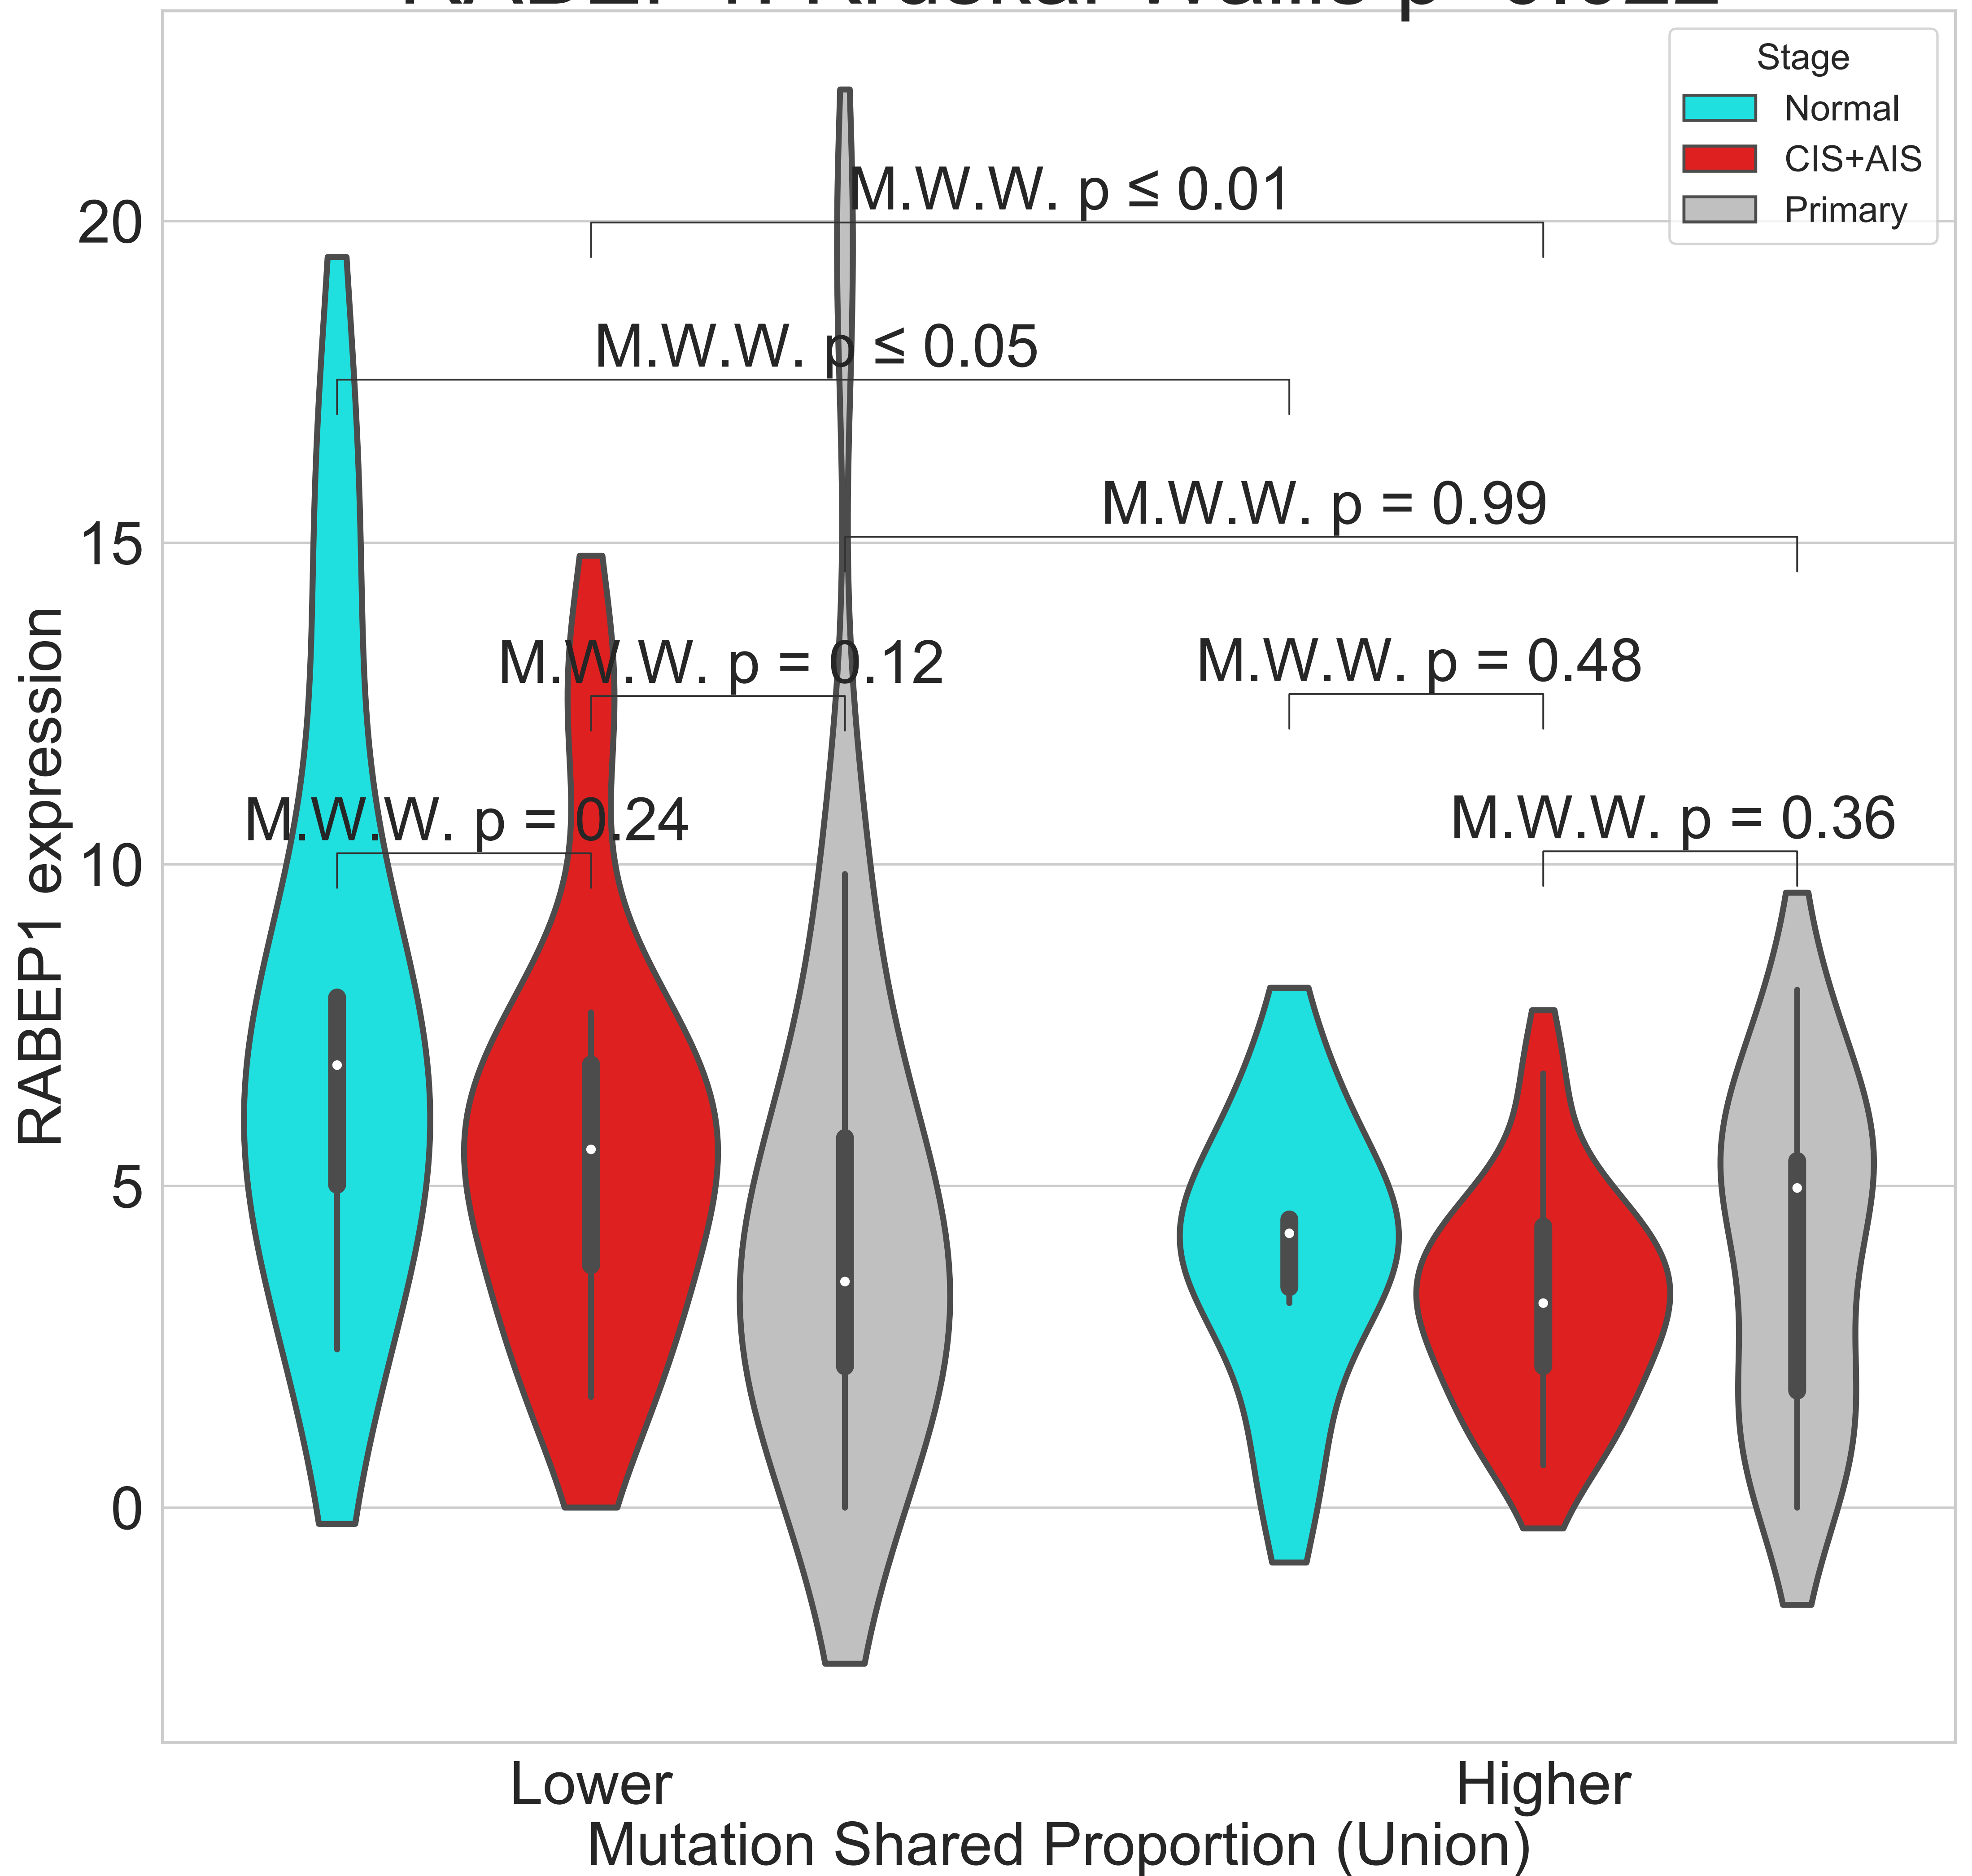 Stage
Normal
CIS+AIS
Primary
M.W.W. p ≤ 0.01
M.W.W. p ≤ 0.05
M.W.W. p = 0.99
M.W.W. p = 0.12
M.W.W. p = 0.48
M.W.W. p = 0.24
M.W.W. p = 0.36
20
15
10
5
0
RABEP1 expression
Lower
Higher
Mutation Shared Proportion (Union)